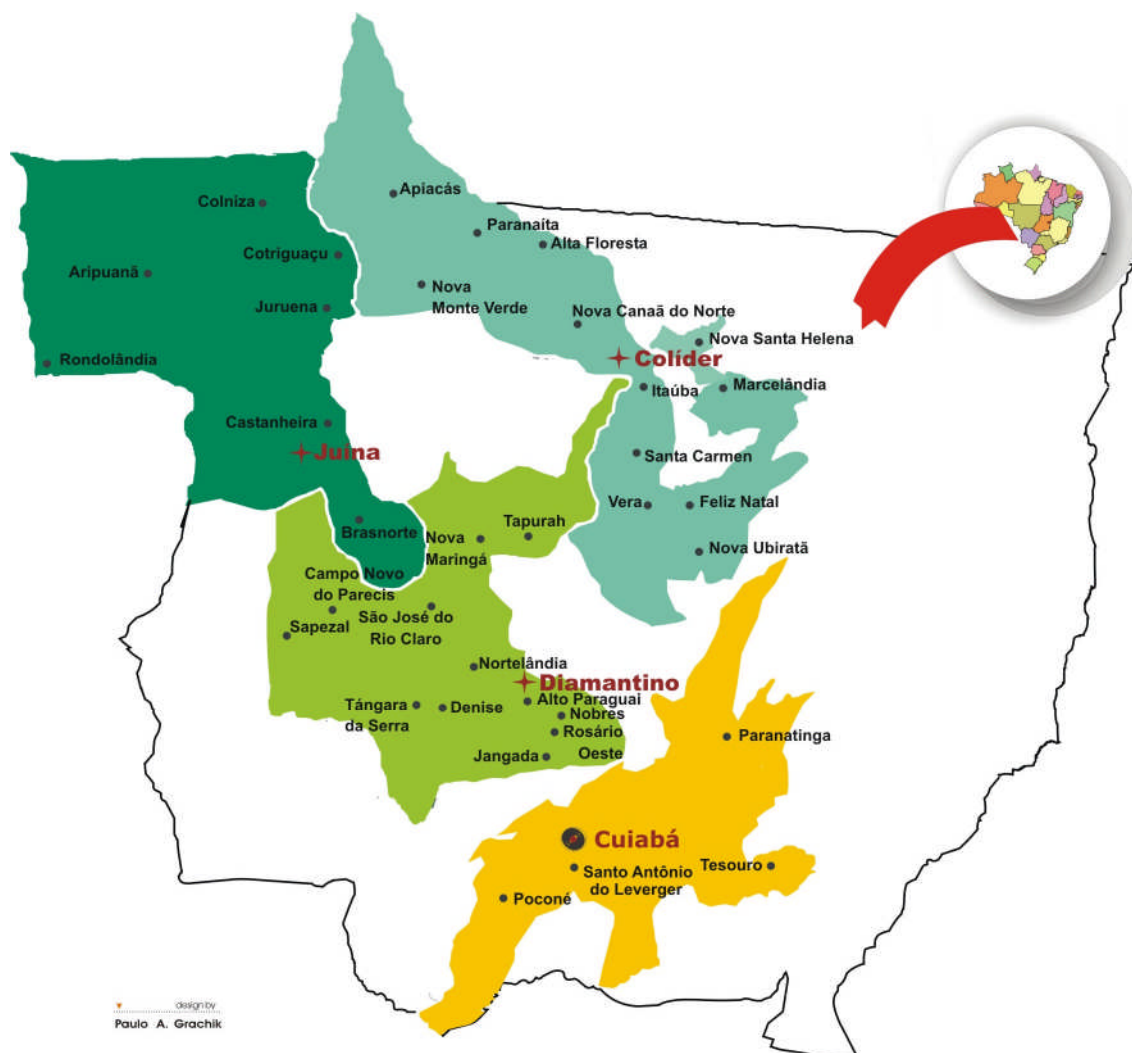 Apiacás
Colniza
Paranaíta
Alta Floresta
Cotriguaçu
Aripuanã
Nova
Monte Verde
Juruena
Nova Canaã do Norte
Nova Santa Helena
Rondolândia
Colíder
Itaúba
Marcelândia
Castanheira
Juína
Santa Carmen
Vera
Feliz Natal
Brasnorte
Tapurah
Nova
Maringá
Nova Ubiratã
Campo Novo
do Parecis
São José do
Rio Claro
Sapezal
Nortelândia
Diamantino
Alto Paraguai
Tángara
da Serra
Denise
Nobres
Rosário
Oeste
Jangada
Paranatinga
Cuiabá
Santo Antônio
do Leverger
Tesouro
Poconé
design by
Paulo A. Grachik